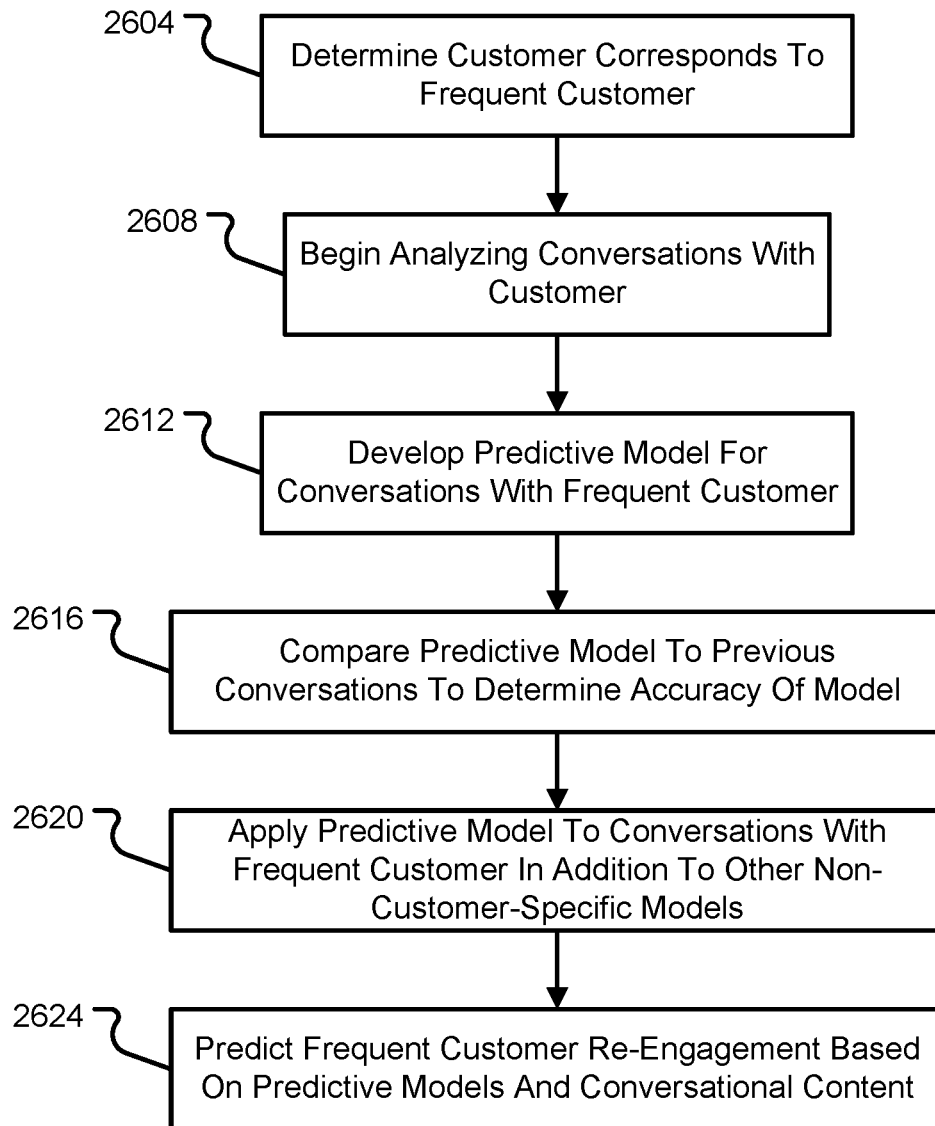 2604
Determine Customer Corresponds To
Frequent Customer
2608
Begin Analyzing Conversations With
Customer
2612
Develop Predictive Model For
Conversations With Frequent Customer
2616
Compare Predictive Model To Previous
Conversations To Determine Accuracy Of Model
2620
Apply Predictive Model To Conversations With
Frequent Customer In Addition To Other Non-
Customer-Specific Models
2624
Predict Frequent Customer Re-Engagement Based
On Predictive Models And Conversational Content